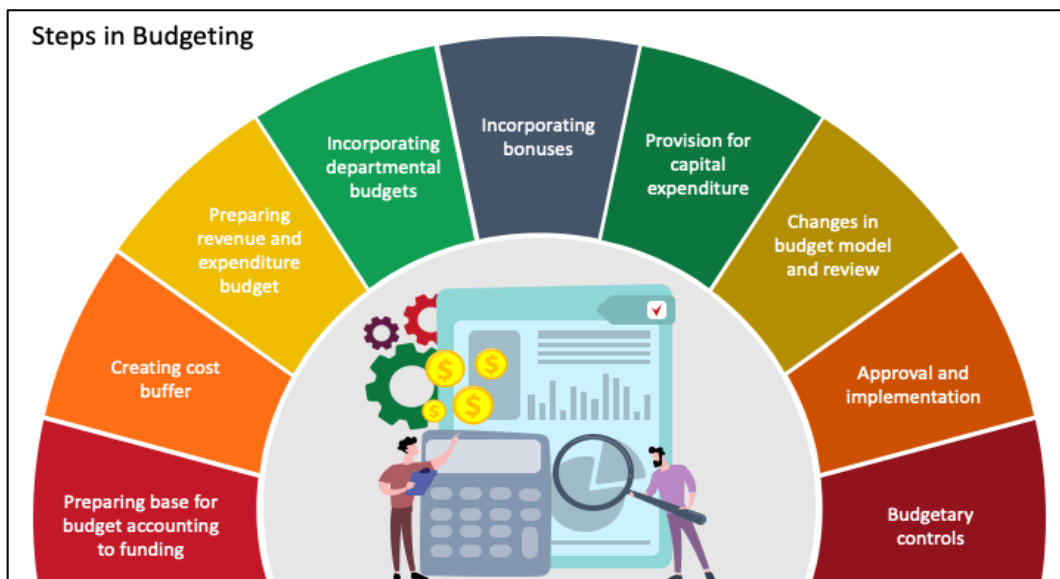 Steps in Budgeting
Preparing base for
budget accounting
to funding
Creating cost
buffer
Preparing
revenue and
expenditure
budget
Incorporating
departmental
budgets
Incorporating
bonuses
Provision for
capital
expenditure
Changes in
budget model
and review
Approval and
implementation
Budgetary
controls
$
$
$
$